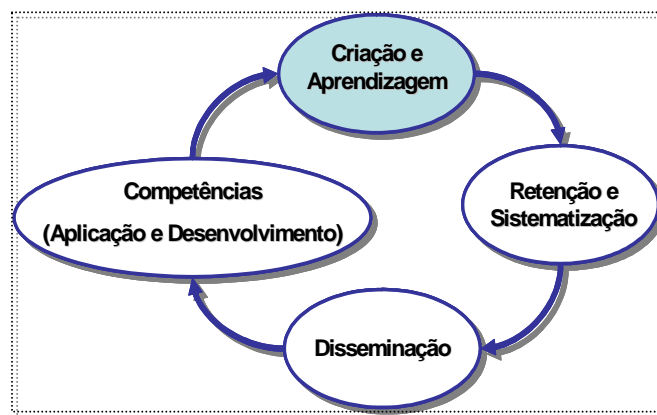 Criação e
Aprendizagem
Retenção e
Sistematização
Disseminação
Competências
(Aplicação e Desenvolvimento)